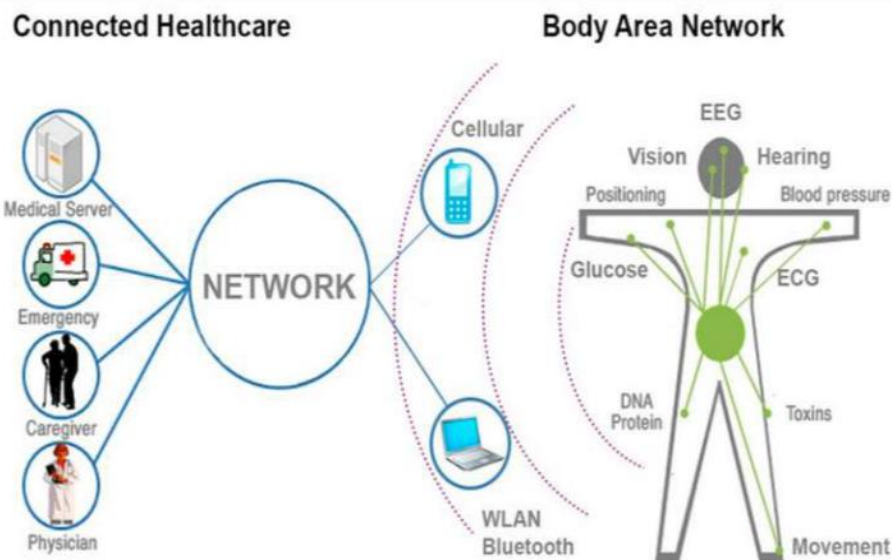 Connected Healthcare
Body Area Network
Medical Server
Emergency
Caregiver
Physician
NETWORK
Cellular
WLAN
Bluetooth
EEG
Vision
Hearing
Positioning
Blood pressure
Glucose
ECG
DNA
Protein
Toxins
Movement